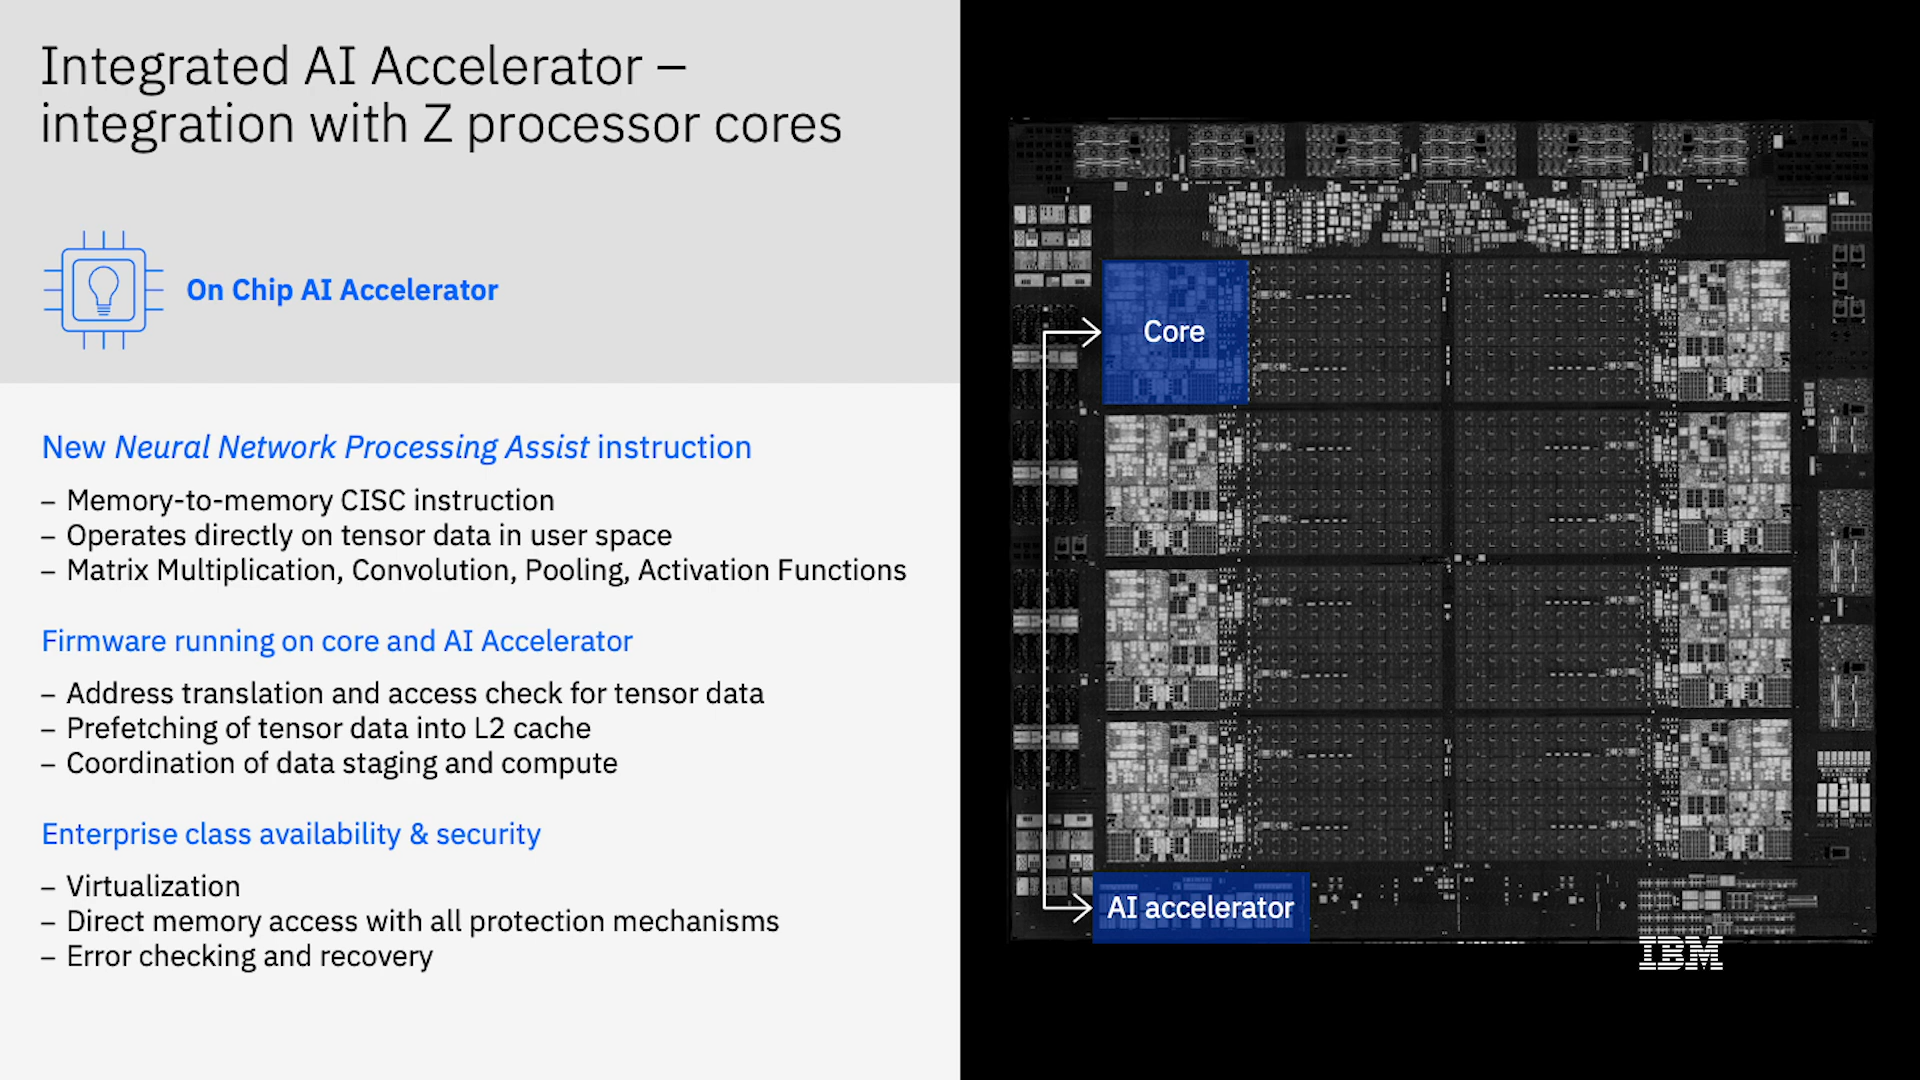 Integrated AI Accelerator –
integration with Z processor cores
On Chip AI Accelerator
New Neural Network Processing Assist instruction
– Memory-to-memory CISC instruction
– Operates directly on tensor data in user space
– Matrix Multiplication, Convolution, Pooling, Activation Functions
Firmware running on core and AI Accelerator
– Address translation and access check for tensor data
– Prefetching of tensor data into L2 cache
– Coordination of data staging and compute
Enterprise class availability & security
– Virtualization
– Direct memory access with all protection mechanisms
– Error checking and recovery
Core
AI accelerator
IBM